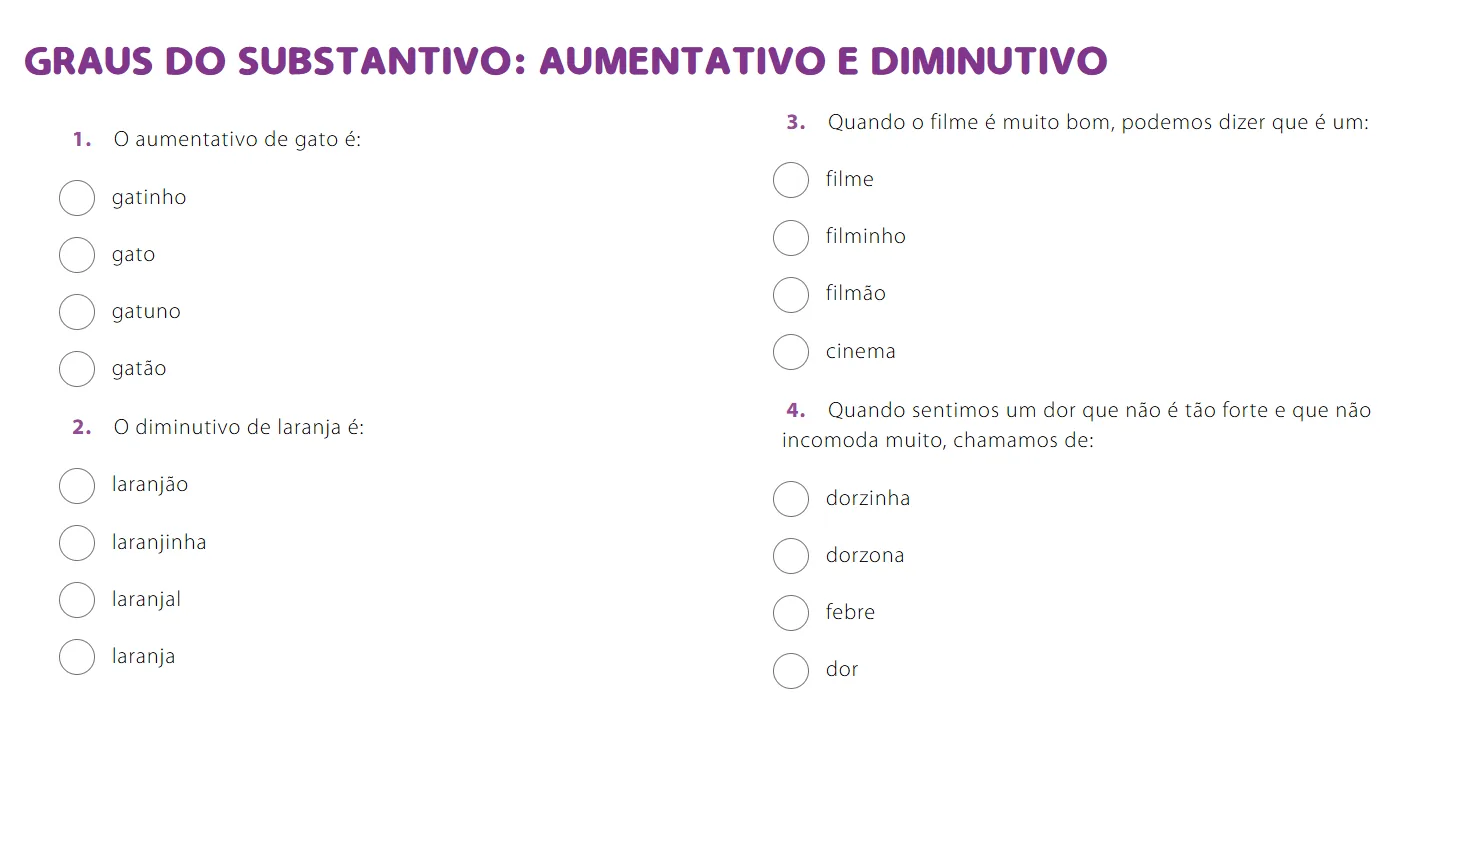 GRAUS DO SUBSTANTIVO: AUMENTATIVO E DIMINUTIVO
1. O aumentativo de gato é:
gatinho
gato
gatuno
gatão
2. O diminutivo de laranja é:
laranjão
laranjinha
laranjal
laranja
3. Quando o filme é muito bom, podemos dizer que é um:
filme
filminho
filmão
cinema
4. Quando sentimos um dor que não é tão forte e que não
incomoda muito, chamamos de:
dorzinha
dorzona
febre
dor